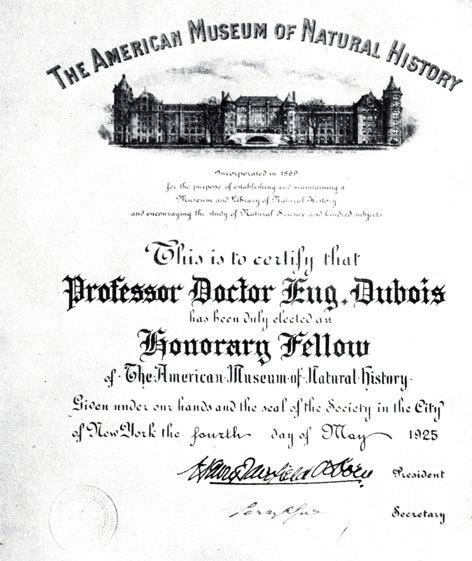 THE AMERICAN MUSEUM OF NATURAL HISTORY
Incorporated in 1869
for the purpose of establishing and maintaining a
Museum and Library of Natural History
and encouraging the study of Natural Science and kindred subjects
This is to certify that
Professor Doctor Eug. Dubois
has been duly elected an
Honorary Fellow
of The American Museum of Natural History
Given under our hands and the seal of the Society in the City
of New York the fourth day of May 1925
Henry Fairfield Osborn President
Secretary